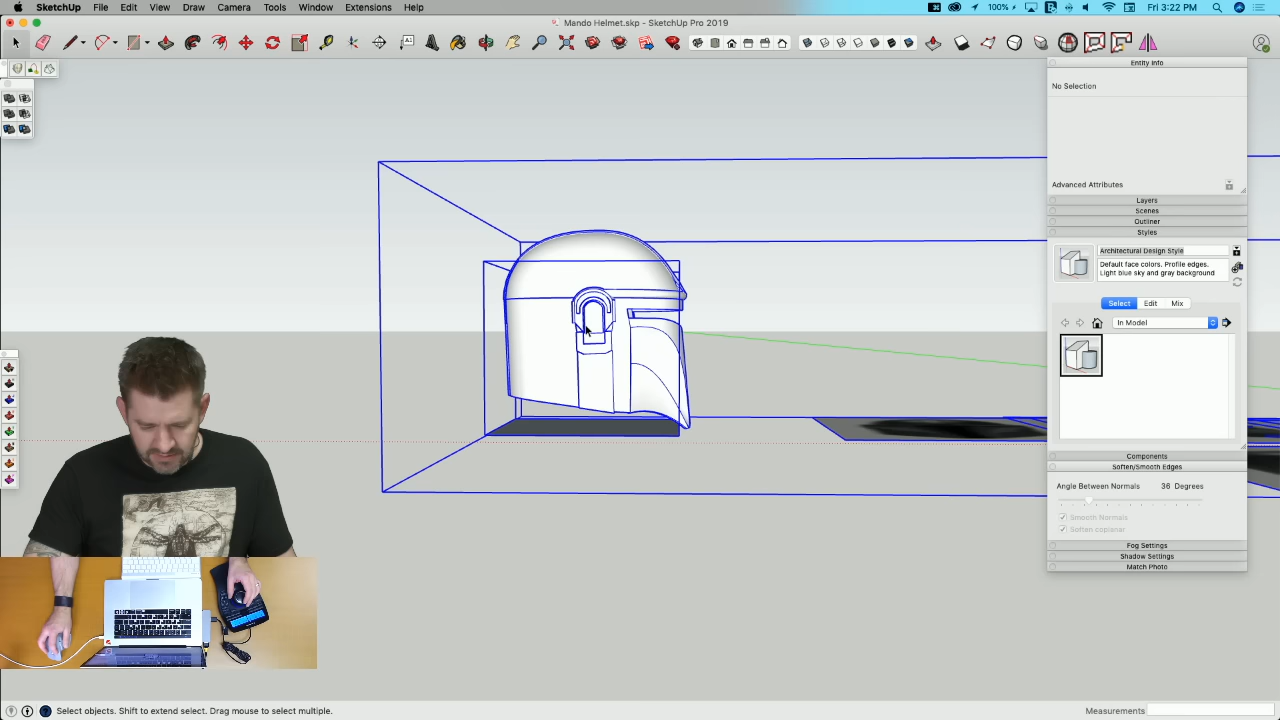 SketchUp File Edit View Draw Camera Tools Window Extensions Help 100% Fri 3:22 PM
Mando Helmet.skp - SketchUp Pro 2019
Entity Info
No Selection
Advanced Attributes
Layers
Scenes
Outliner
Styles
Architectural Design Style
Default face colors. Profile edges.
Light blue sky and gray background
Select Edit Mix
In Model
Components
Soften/Smooth Edges
Angle Between Normals 36 Degrees
Smooth Normals
Soften coplanar
Fog Settings
Shadow Settings
Match Photo
Select objects. Shift to extend select. Drag mouse to select multiple.
Measurements